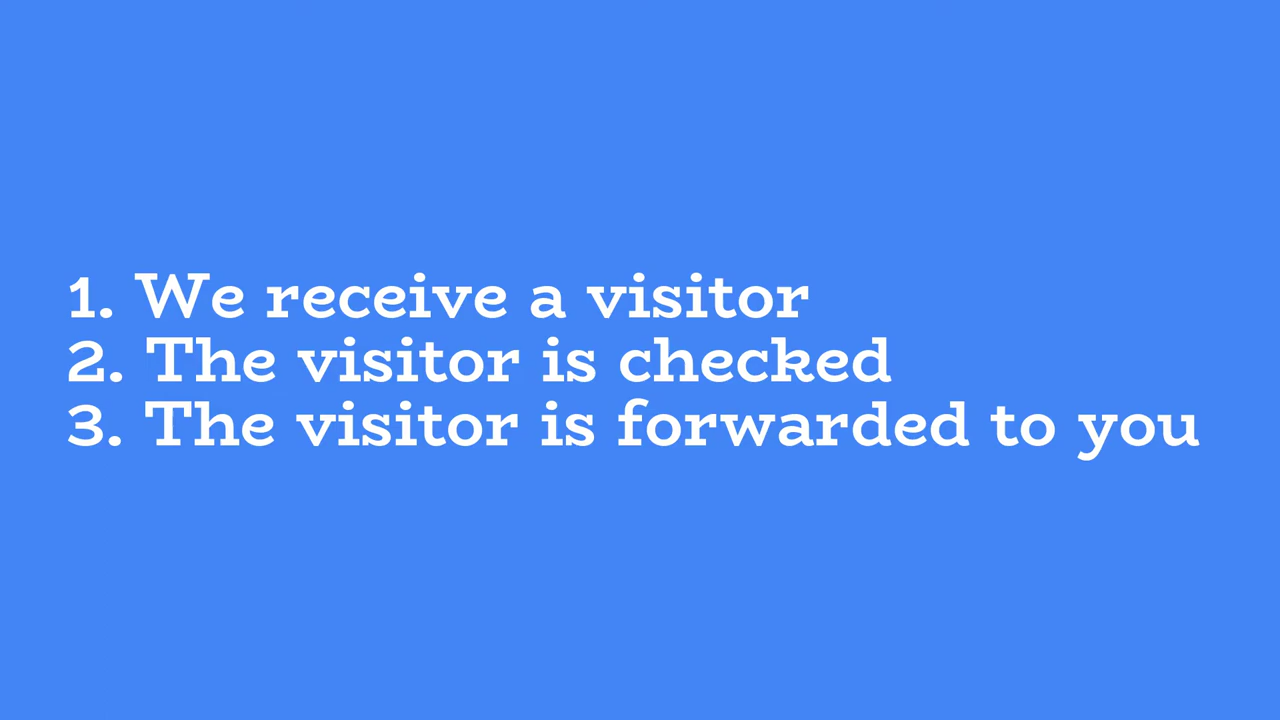 1. We receive a visitor
2. The visitor is checked
3. The visitor is forwarded to you